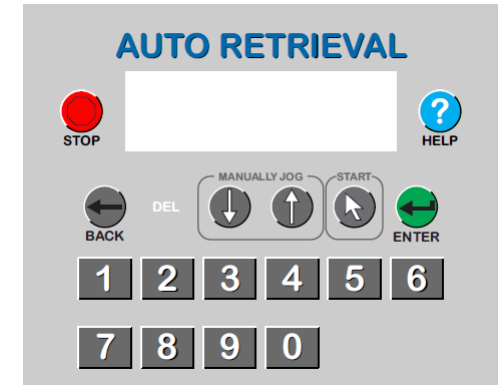 AUTO RETRIEVAL
?
STOP
HELP
MANUALLY JOG
START
DEL
BACK
ENTER
1 2 3 4 5 6
7 8 9 0